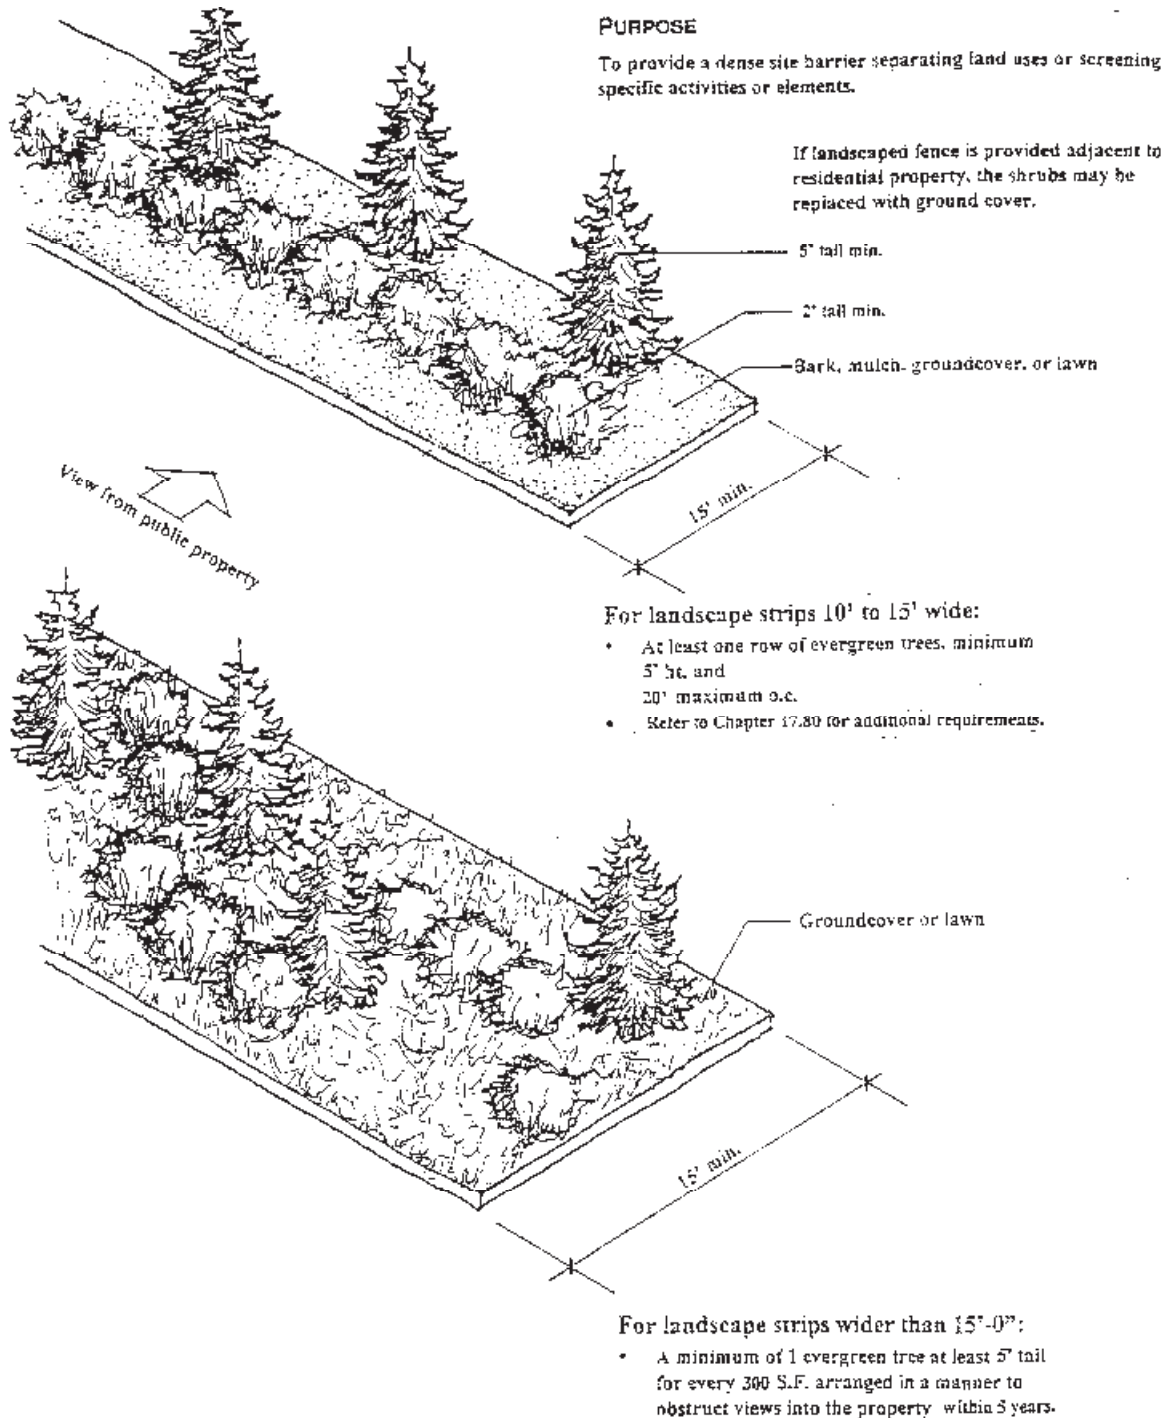 PURPOSE
To provide a dense site barrier separating land uses or screening
specific activities or elements.
If landscaped fence is provided adjacent to
residential property, the shrubs may be
replaced with ground cover.
5' tall min.
2' tall min.
Bark, mulch, groundcover, or lawn
15' min.
View from public property
For landscape strips 10' to 15' wide:
• At least one row of evergreen trees, minimum
5' ht. and
20' maximum o.c.
• Refer to Chapter 17.80 for additional requirements.
Groundcover or lawn
15' min.
For landscape strips wider than 15'-0":
• A minimum of 1 evergreen tree at least 5' tall
for every 300 S.F. arranged in a manner to
obstruct views into the property within 5 years.